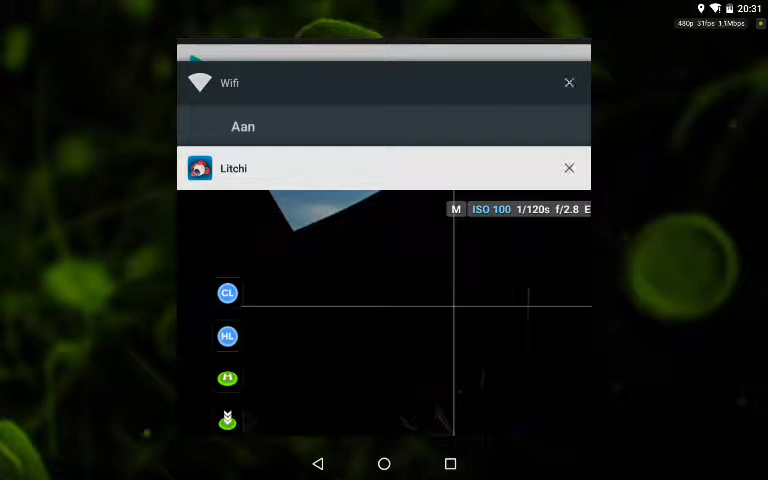 20:31
480p 31fps 1,1Mbps
Wifi
Aan
Litchi
M ISO 100 1/120s f/2.8 E
CL
HL